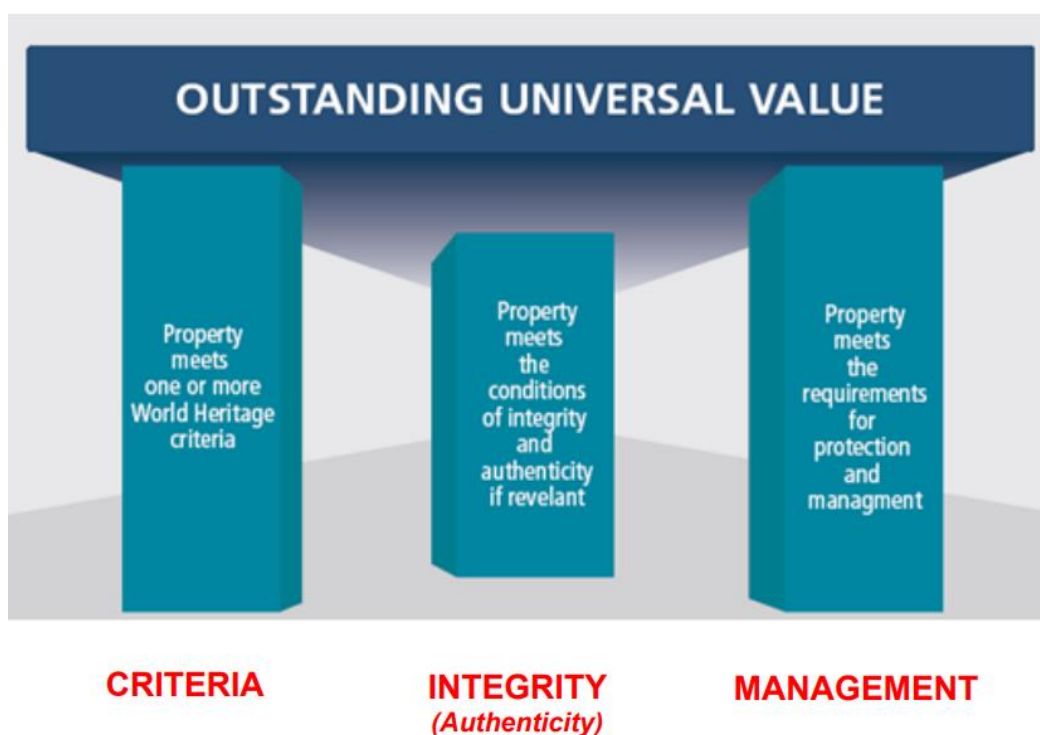 OUTSTANDING UNIVERSAL VALUE
Property
meets
one or more
World Heritage
criteria
Property
meets
the
conditions
of integrity
and
authenticity
if revelant
Property
meets
the
requirements
for
protection
and
managment
CRITERIA
INTEGRITY
(Authenticity)
MANAGEMENT